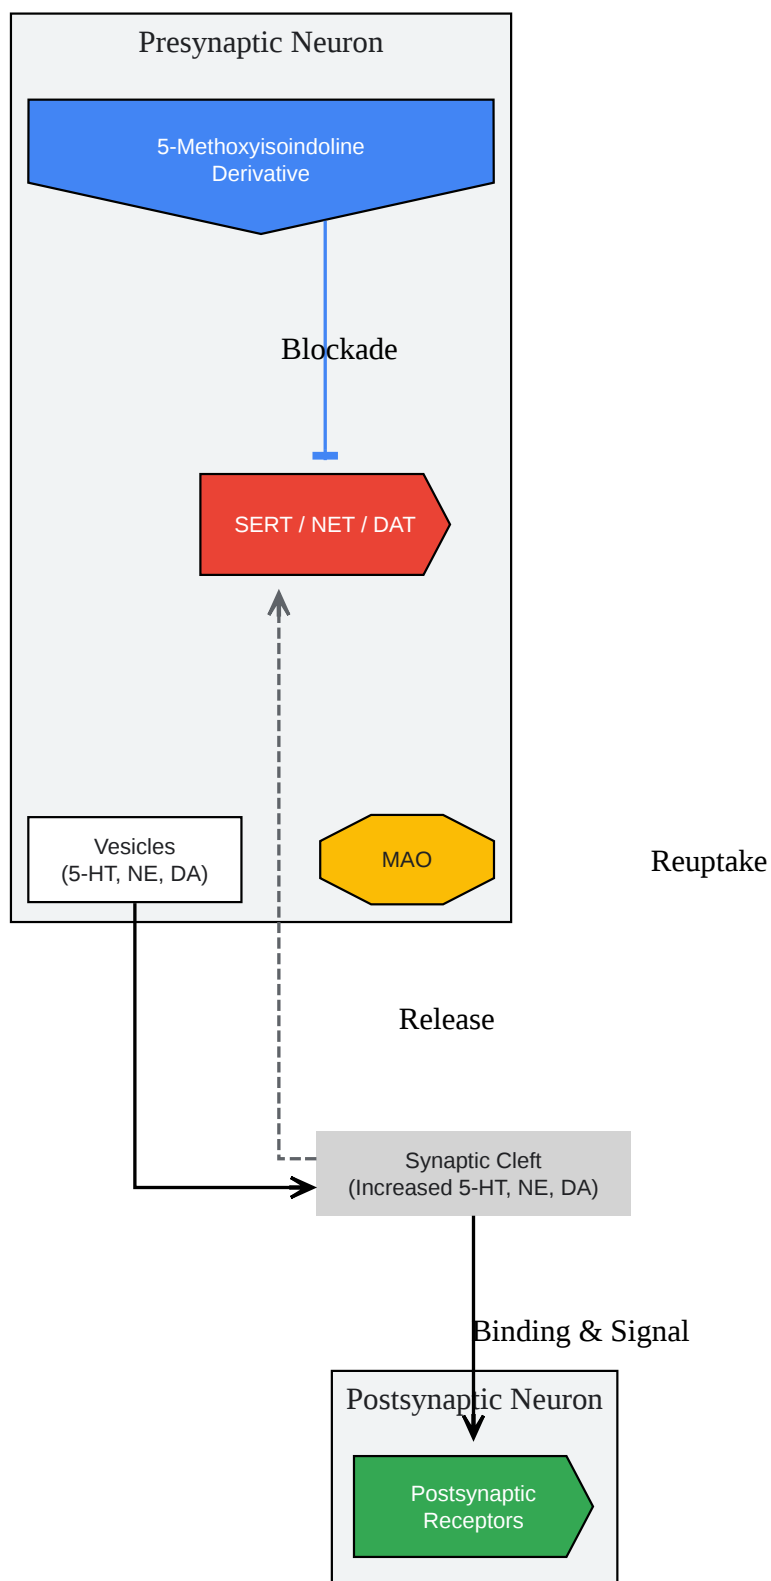 Presynaptic Neuron
5-Methoxyisoindoline
Derivative
Blockade
SERT / NET / DAT
Vesicles
(5-HT, NE, DA)
MAO
Reuptake
Release
Synaptic Cleft
(Increased 5-HT, NE, DA)
Binding & Signal
Postsynaptic Neuron
Postsynaptic
Receptors